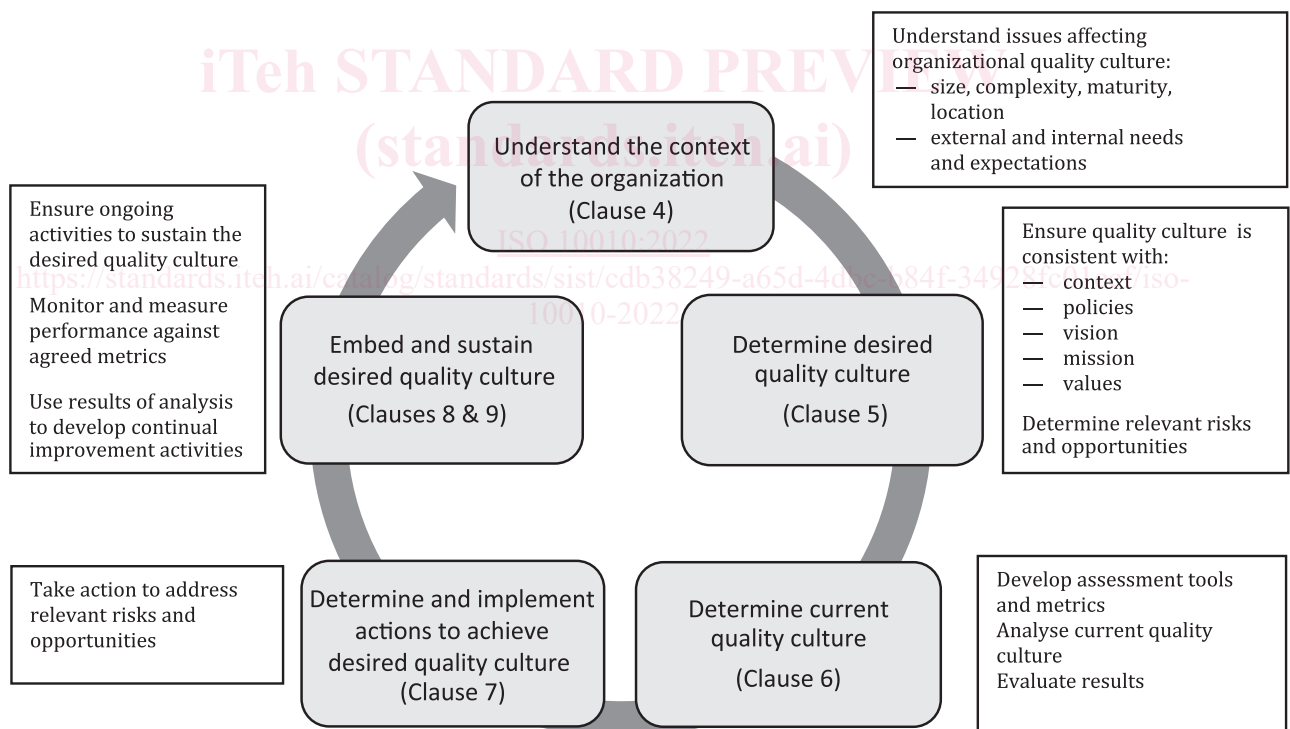 iTeh STANDARD PREVIEW
(standards.iteh.ai)
ISO 10010:2022
https://standards.iteh.ai/catalog/standards/sist/cdb38249-a65d-4dbc-b84f-34928fc01eaf/iso-
10010-2022
Understand issues affecting
organizational quality culture:
— size, complexity, maturity,
location
— external and internal needs
and expectations
Understand the context
of the organization
(Clause 4)
Ensure quality culture is
consistent with:
— context
— policies
— vision
— mission
— values
Determine relevant risks
and opportunities
Determine desired
quality culture
(Clause 5)
Develop assessment tools
and metrics
Analyse current quality
culture
Evaluate results
Determine current
quality culture
(Clause 6)
Determine and implement
actions to achieve
desired quality culture
(Clause 7)
Take action to address
relevant risks and
opportunities
Embed and sustain
desired quality culture
(Clauses 8 & 9)
Ensure ongoing
activities to sustain the
desired quality culture
Monitor and measure
performance against
agreed metrics
Use results of analysis
to develop continual
improvement activities